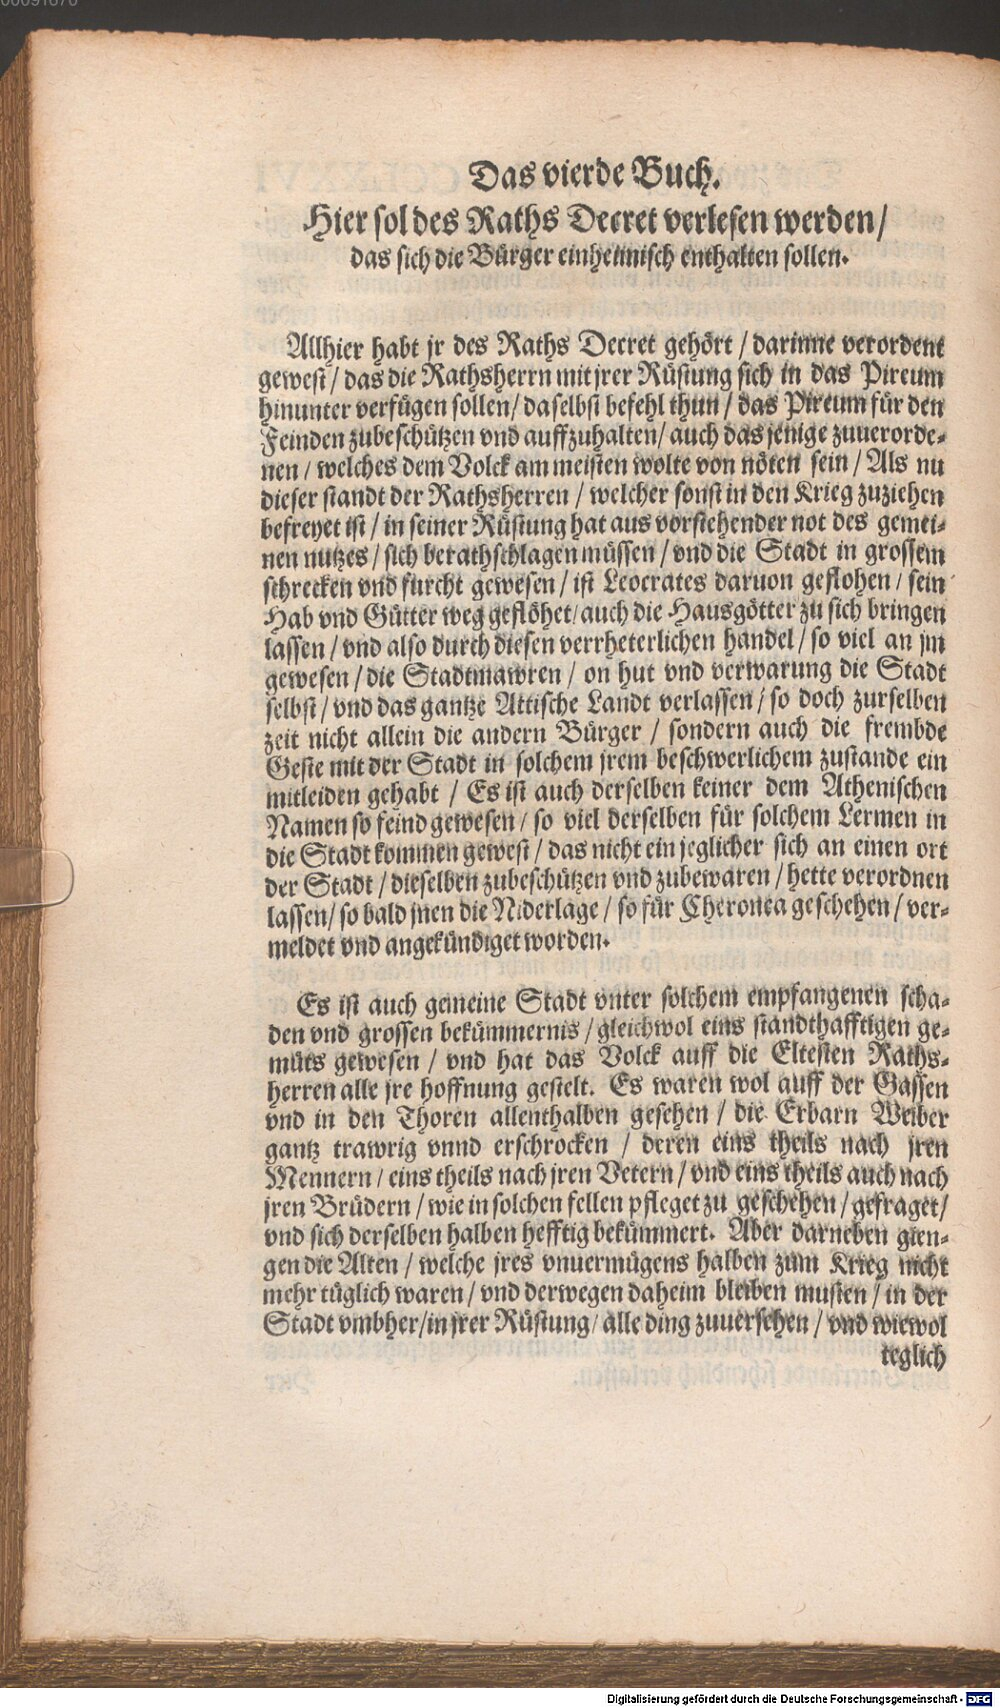 00091670
Das vierde Buch.
Hier sol des Raths Decret verlesen werden /
das sich die Bürger einheimisch enthalten sollen.
Allhier habt jr des Raths Decret gehört / darinne verordent
gewest / das die Rathsherrn mit jrer Rüstung sich in das Pireum
hinunter verfügen sollen / daselbst befehl thun / das Pireum für den
Feinden zubeschützen vnd auffzuhalten / auch das jenige zuuerorde-
nen / welches dem Volck am meisten wolte von nöten sein / Als nu
dieser standt der Rathsherren / welcher sonst in den Krieg zuziehen
befreyet ist / in seiner Rüstung hat aus vorstehender not des gemei-
nen nutzes / sich berathschlagen müssen / vnd die Stadt in grossem
schrecken vnd furcht gewesen / ist Leocrates daruon geflohen / sein
Hab vnd Gütter weg geflöhet / auch die Hausgötter zu sich bringen
lassen / vnd also durch diesen verrheterlichen handel / so viel an jm
gewesen / die Stadtmawren / on hut vnd verwarung die Stadt
selbst / vnd das gantze Attische Landt verlassen / so doch zurselben
zeit nicht allein die andern Bürger / sondern auch die frembde
Geste mit der Stadt in solchem jrem beschwerlichem zustande ein
mitleiden gehabt / Es ist auch derselben keiner dem Athenischen
Namen so feind gewesen / so viel derselben für solchem Lermen in
die Stadt kommen gewest / das nicht ein jeglicher sich an einen ort
der Stadt / dieselben zubeschützen vnd zubewaren / hette verordnen
lassen / so bald jnen die Niderlage / so für Cheronea geschehen / ver-
meldet vnd angekündiget worden.
Es ist auch gemeine Stadt vnter solchem empfangenen scha-
den vnd grossen bekümmernis / gleichwol eins standthafftigen ge-
müts gewesen / vnd hat das Volck auff die Eltesten Raths-
herren alle jre hoffnung gestelt. Es waren wol auff der Gassen
vnd in den Thoren allenthalben gesehen / die Erbarn Weiber
gantz trawrig vnnd erschrocken / deren eins theils nach jren
Mennern / eins theils nach jren Vetern / vnd eins theils auch nach
jren Brüdern / wie in solchen fellen pfleget zu geschehen / gefraget /
vnd sich derselben halben hefftig bekümmert. Aber darneben gien-
gen die Alten / welche jres vnuermügens halben zum Krieg nicht
mehr tüglich waren / vnd derwegen daheim bleiben musten / in der
Stadt vmbher / in jrer Rüstung / alle ding zuuersehen / vnd wiewol
teglich
Digitalisierung gefördert durch die Deutsche Forschungsgemeinschaft - DFG